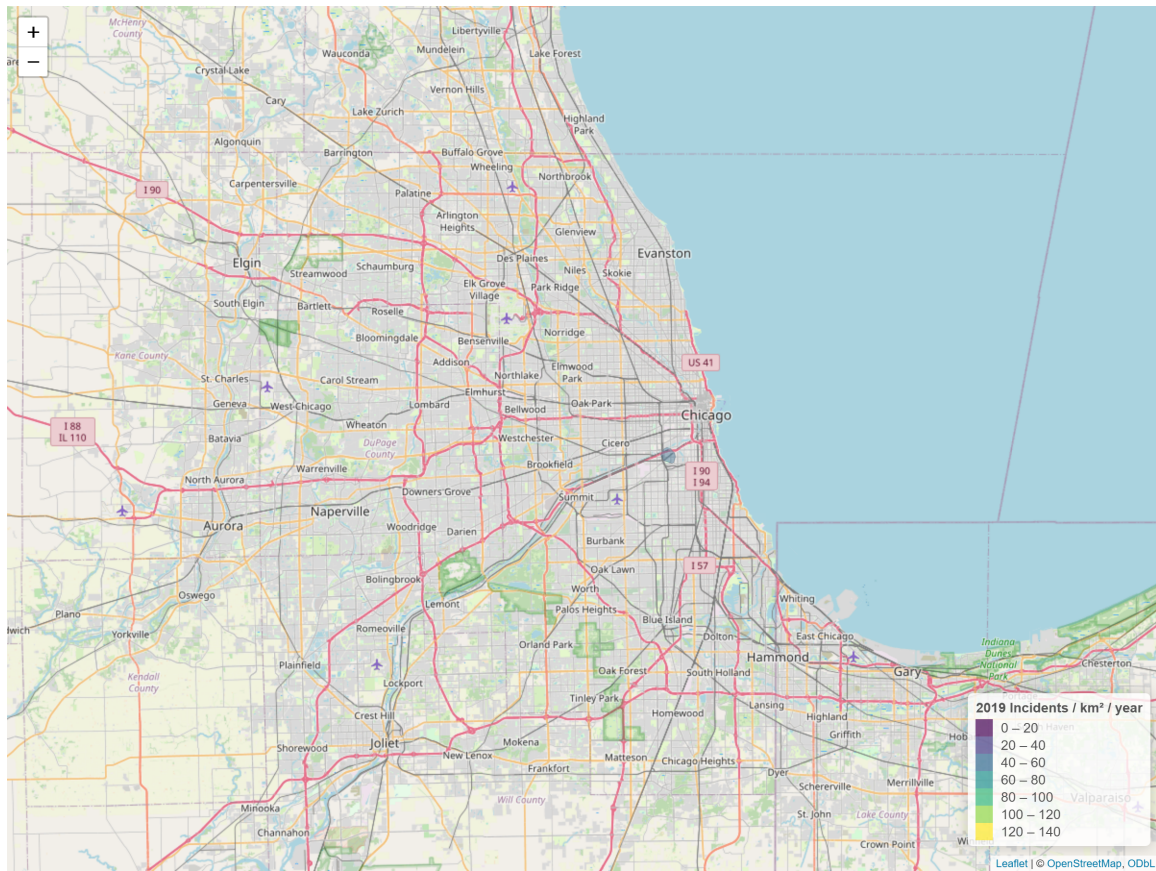 +
−
McHenry
County
Libertyville
Mundelein
Wauconda
Lake Forest
Crystal Lake
Vernon Hills
Cary
Lake Zurich
Highland
Park
Algonquin
Barrington
Buffalo Grove
Wheeling
Northbrook
I 90
Carpentersville
Palatine
Arlington
Heights
Glenview
Evanston
Des Plaines
Elgin
Streamwood
Schaumburg
Niles
Skokie
Elk Grove
Village
Park Ridge
South Elgin
Bartlett
Roselle
Norridge
Bloomingdale
Bensenville
Kane County
Addison
US 41
Elmwood
Park
Northlake
St. Charles
Carol Stream
Elmhurst
Geneva
West Chicago
Lombard
Bellwood
Oak Park
Chicago
I 88
IL 110
Wheaton
Batavia
DuPage
County
Westchester
Cicero
Warrenville
Brookfield
I 90
I 94
North Aurora
Downers Grove
Summit
Naperville
Aurora
Woodridge
Darien
Burbank
I 57
Oak Lawn
Bolingbrook
Worth
Oswego
Lemont
Whiting
Palos Heights
Plano
Blue Island
Romeoville
Yorkville
Dolton
East Chicago
Orland Park
Indiana
Dunes
National
Park
Hammond
Plainfield
Chesterton
Oak Forest
South Holland
Gary
Kendall
County
Lockport
Tinley Park
Lansing
Homewood
Highland
Crest Hill
Griffith
Joliet
Shorewood
Mokena
New Lenox
Matteson
Chicago Heights
Frankfort
Dyer
Schererville
Merrillville
Will County
Valparaiso
Minooka
St. John
Lake County
Channahon
Crown Point
2019 Incidents / km² / year
0 – 20
20 – 40
40 – 60
60 – 80
80 – 100
100 – 120
120 – 140
Leaflet | © OpenStreetMap, ODbL